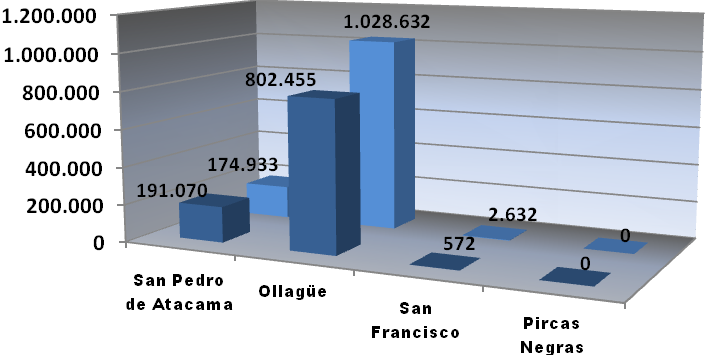 1.200.000
1.000.000
800.000
600.000
400.000
200.000
0
191.070
174.933
802.455
1.028.632
572
2.632
0
0
San Pedro
de Atacama
Ollagüe
San
Francisco
Pircas
Negras